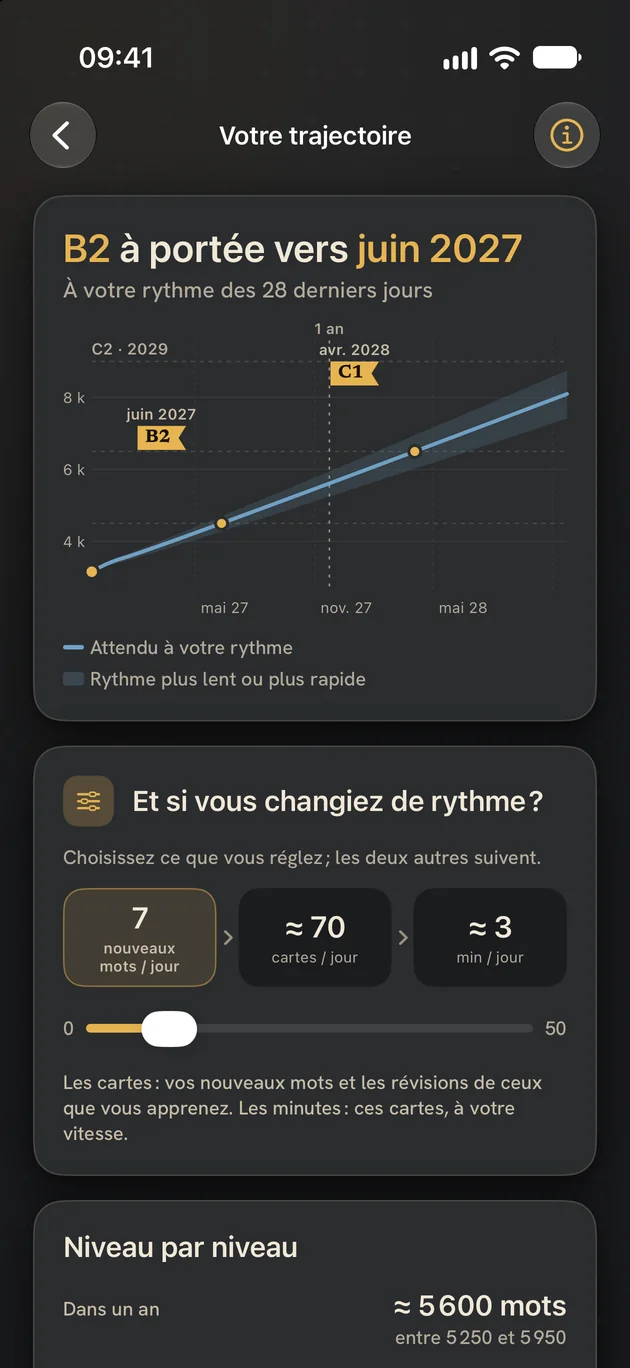 09:41
Votre trajectoire
B2 à portée vers juin 2027
À votre rythme des 28 derniers jours
1 an
C2 · 2029
avr. 2028
C1
8 k
juin 2027
B2
6 k
4 k
mai 27
nov. 27
mai 28
Attendu à votre rythme
Rythme plus lent ou plus rapide
Et si vous changiez de rythme ?
Choisissez ce que vous réglez ; les deux autres suivent.
7
nouveaux
mots / jour
≈ 70
cartes / jour
≈ 3
min / jour
0
50
Les cartes : vos nouveaux mots et les révisions de ceux
que vous apprenez. Les minutes : ces cartes, à votre
vitesse.
Niveau par niveau
Dans un an
≈ 5 600 mots
entre 5 250 et 5 950